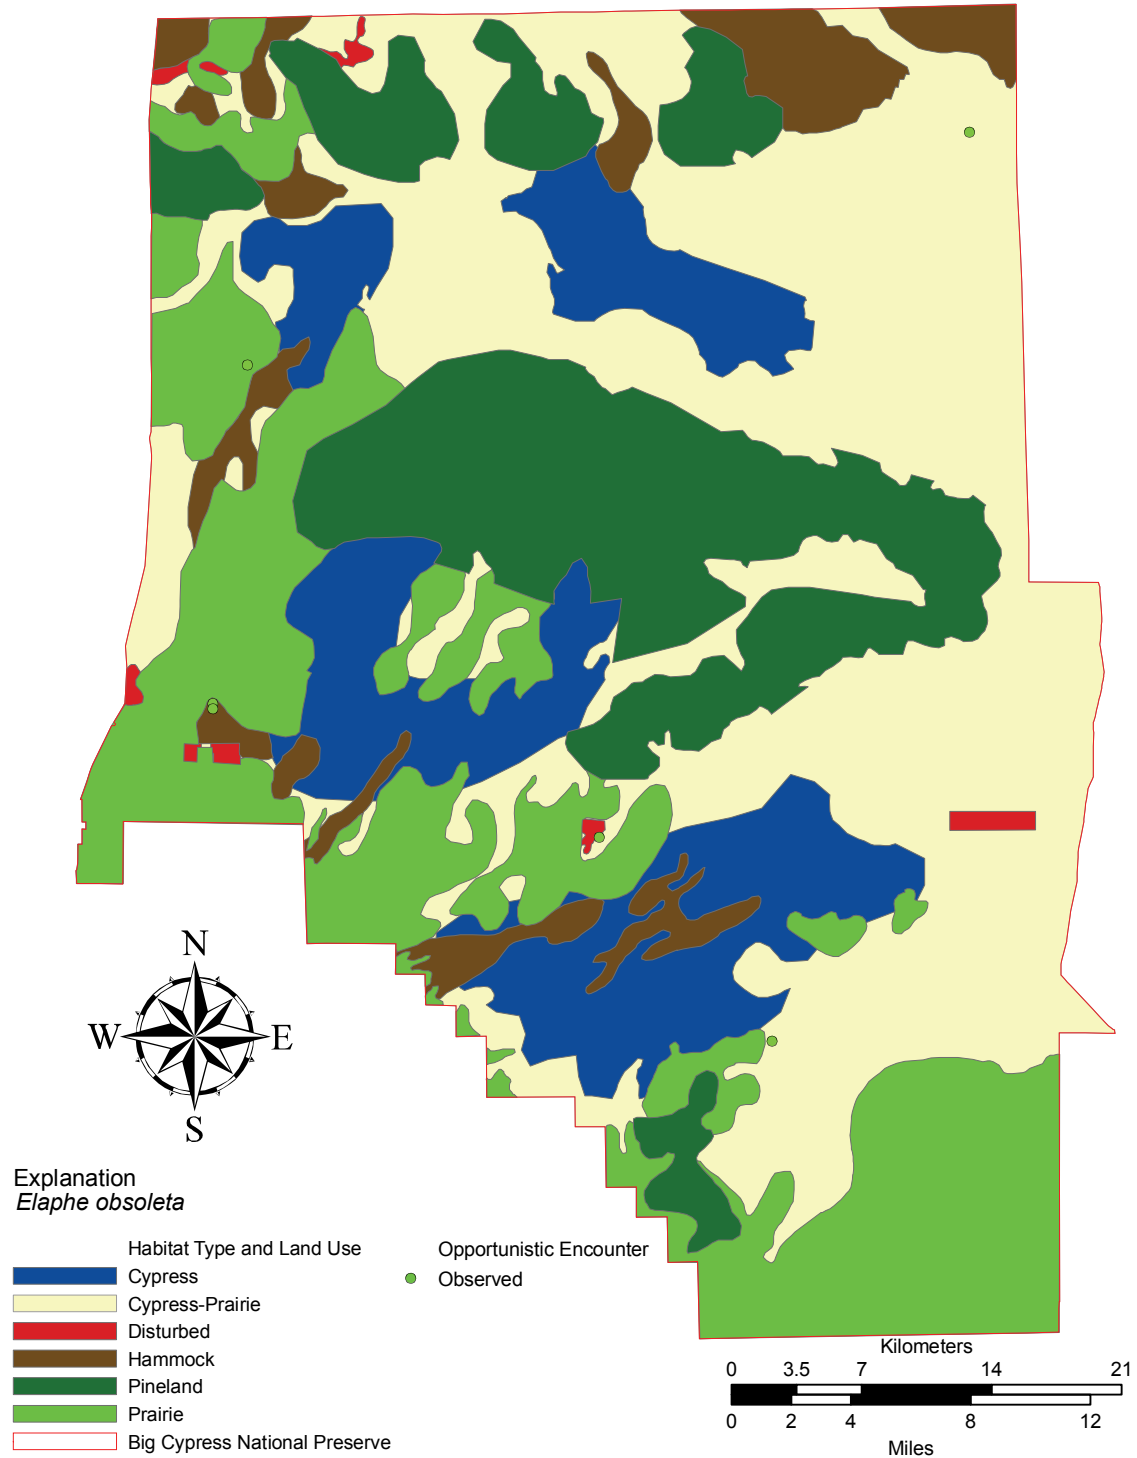 N
W E
S
Explanation
Elaphe obsoleta
Habitat Type and Land Use
Cypress
Cypress-Prairie
Disturbed
Hammock
Pineland
Prairie
Big Cypress National Preserve
Opportunistic Encounter
Observed
Kilometers
0 3.5 7 14 21
0 2 4 8 12
Miles